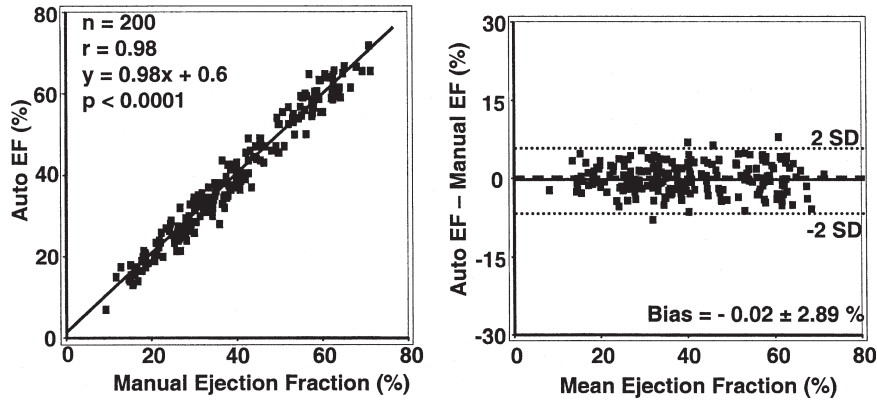 80
60
40
20
0
Auto EF (%)
n = 200
r = 0.98
y = 0.98x + 0.6
p < 0.0001
0 20 40 60 80
Manual Ejection Fraction (%)
30
15
0
-15
-30
Auto EF – Manual EF (%)
2 SD
-2 SD
Bias = - 0.02 ± 2.89 %
0 20 40 60 80
Mean Ejection Fraction (%)